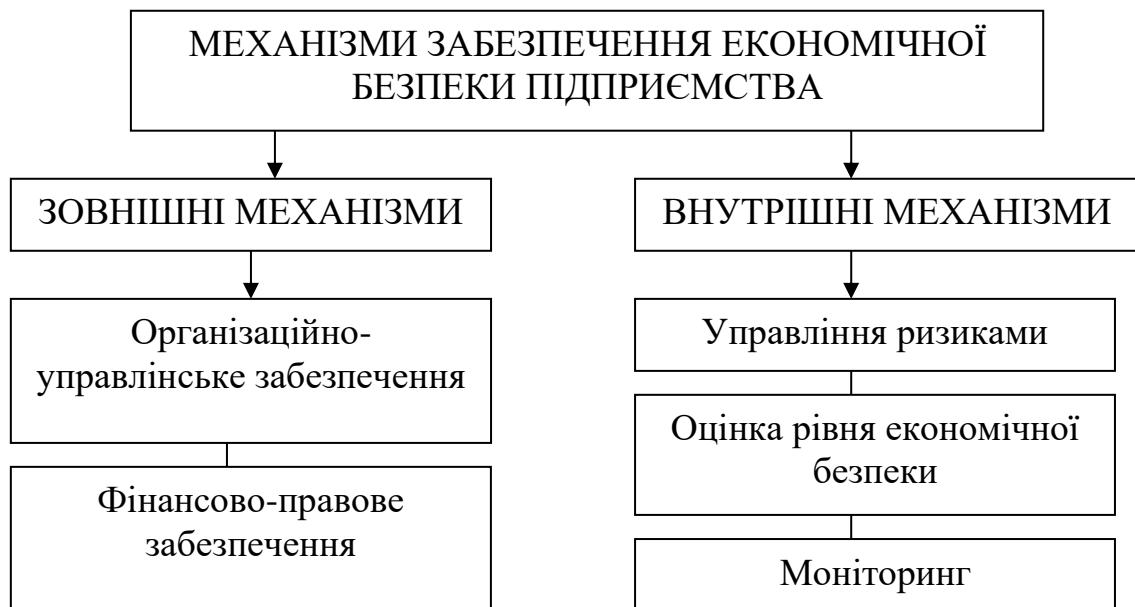 МЕХАНІЗМИ ЗАБЕЗПЕЧЕННЯ ЕКОНОМІЧНОЇ
БЕЗПЕКИ ПІДПРИЄМСТВА
ЗОВНІШНІ МЕХАНІЗМИ
Організаційно-
управлінське забезпечення
Фінансово-правове
забезпечення
ВНУТРІШНІ МЕХАНІЗМИ
Управління ризиками
Оцінка рівня економічної
безпеки
Моніторинг